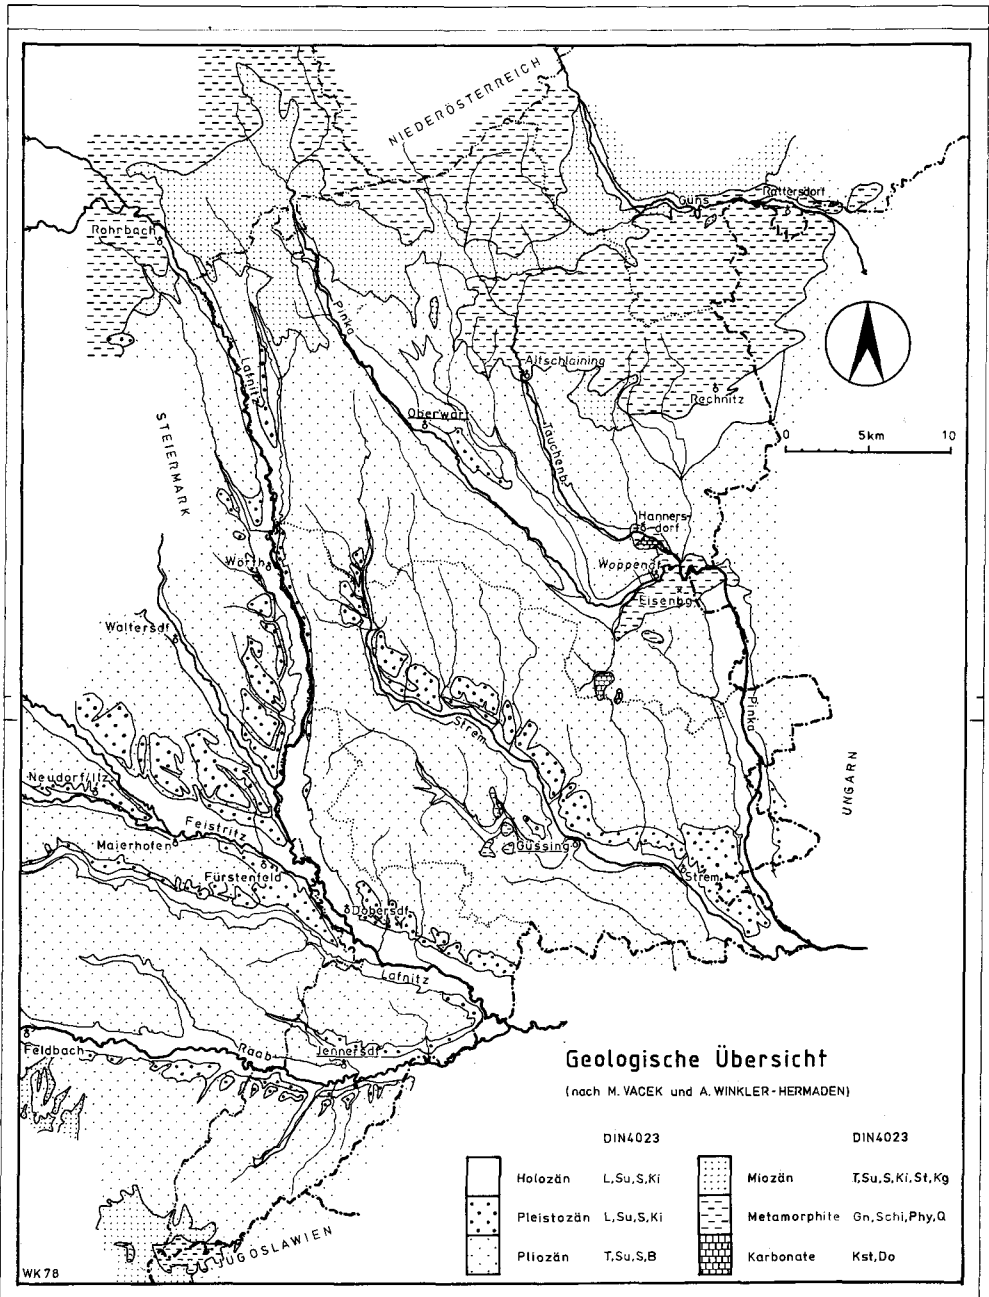 NIEDERÖSTERREICH
Rattersdorf
Güns
Rohrbach
Pinka
Lafnitz
Altschlaining
Rechnitz
STEIERMARK
Oberwart
Tauchenb.
0 5km 10
Hanners-
dorf
Wörth
Woppendf
Eisenbg
Waltersdf
Strem
Pinka
UNGARN
Neudorf/Ilz
Feistritz
Maierhofen
Güssing
Fürstenfeld
Strem
Dobersdf
Lafnitz
Feldbach
Raab
Jennersdf
JUGOSLAWIEN
Geologische Übersicht
(nach M. VACEK und A. WINKLER-HERMADEN)
DIN4023 DIN4023
Holozän L,Su,S,Ki Miozän T,Su,S,Ki,St,Kg
Pleistozän L,Su,S,Ki Metamorphite Gn,Schi,Phy,Q
Pliozän T,Su,S,B Karbonate Kst,Do
WK78